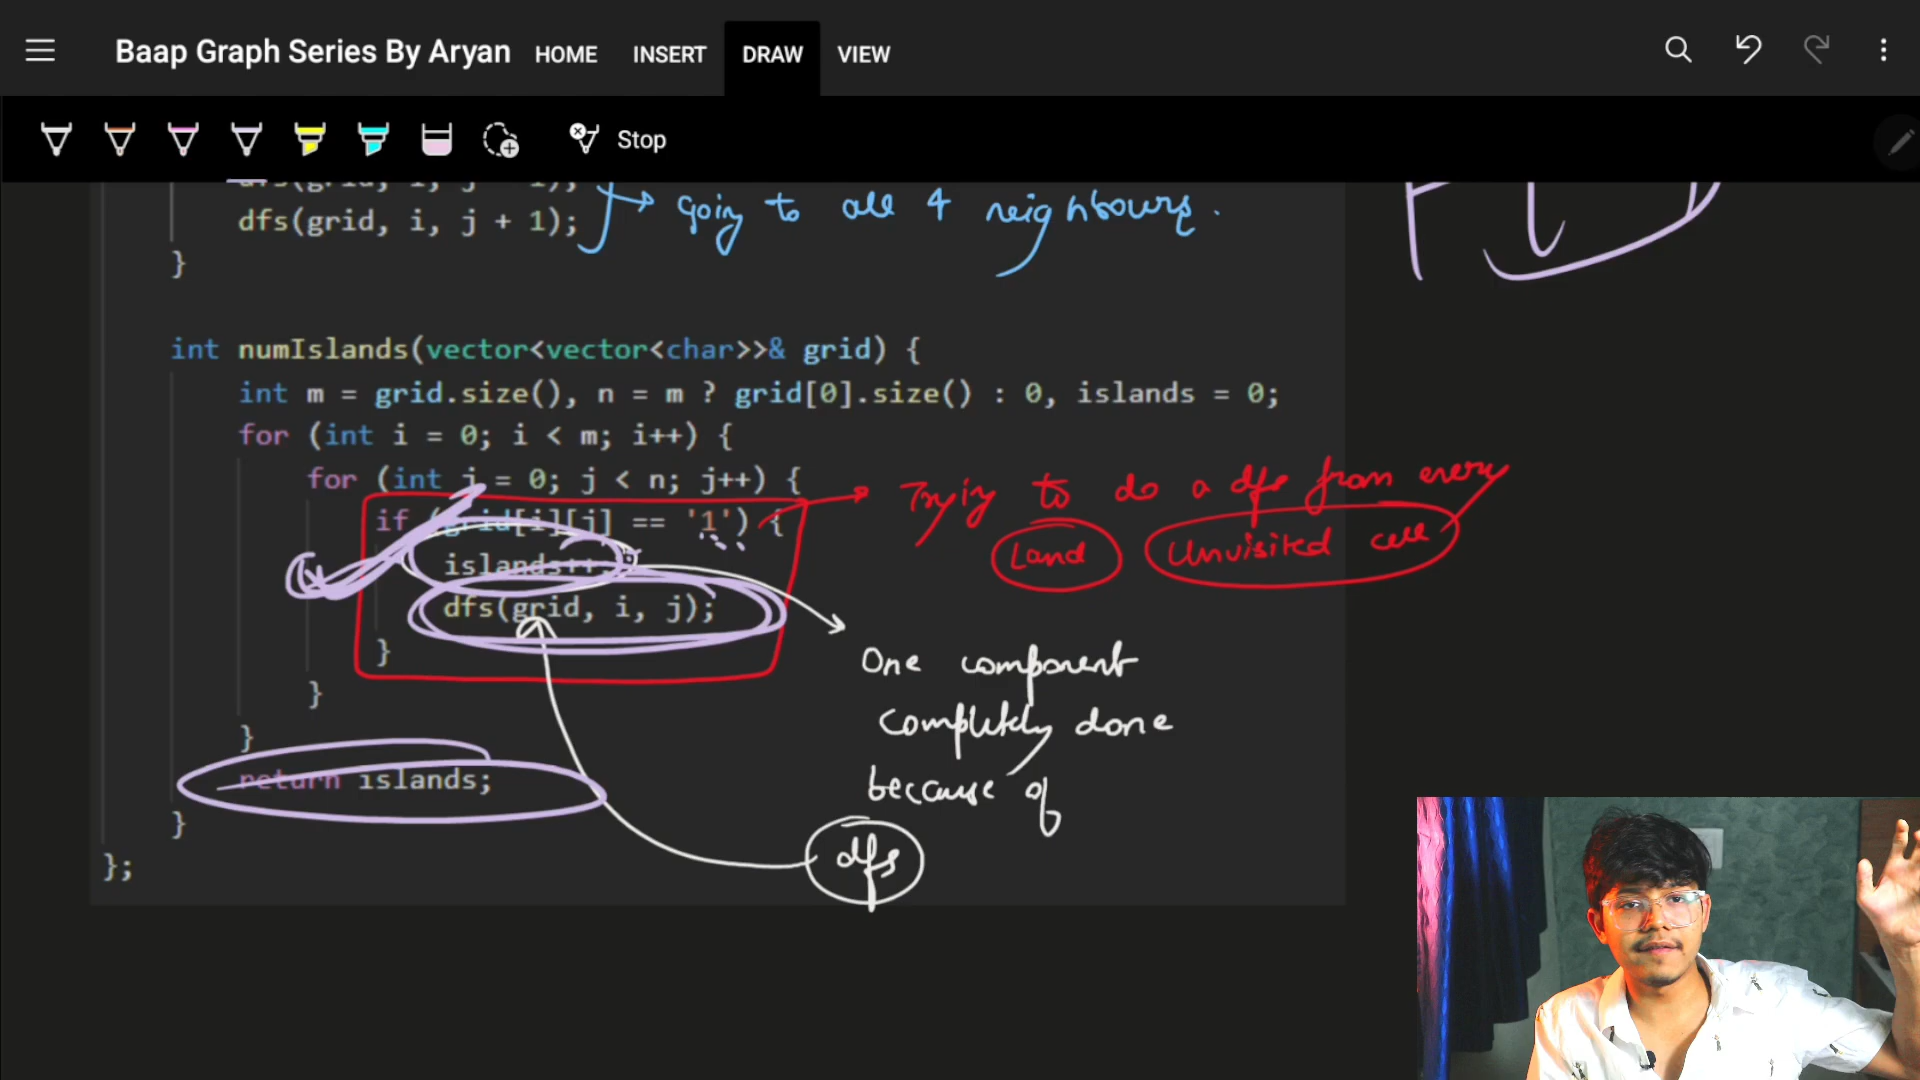 Baap Graph Series By Aryan HOME INSERT DRAW VIEW
Stop
dfs(grid, i, j - 1);
dfs(grid, i, j + 1);
going to all 4 neighbours.
}
int numIslands(vector<vector<char>>& grid) {
int m = grid.size(), n = m ? grid[0].size() : 0, islands = 0;
for (int i = 0; i < m; i++) {
for (int j = 0; j < n; j++) {
if (grid[i][j] == '1') {
Trying to do a dfs from every
Land Unvisited cell
islands++;
dfs(grid, i, j);
}
One component
completely done
because of
dfs
}
}
return islands;
}
};